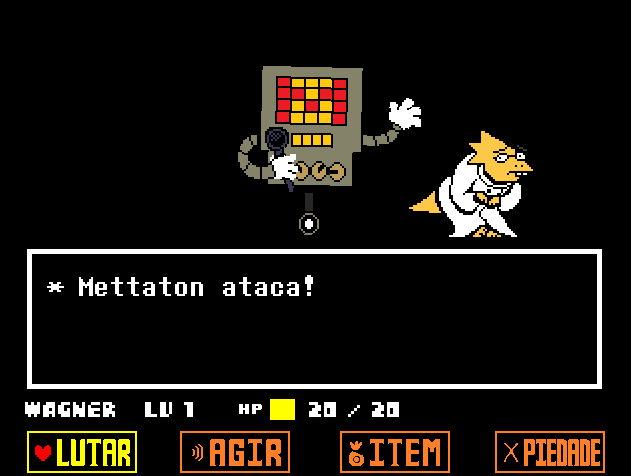 * Mettaton ataca!
WAGNER LV 1 HP 20 / 20
LUTAR AGIR ITEM PIEDADE